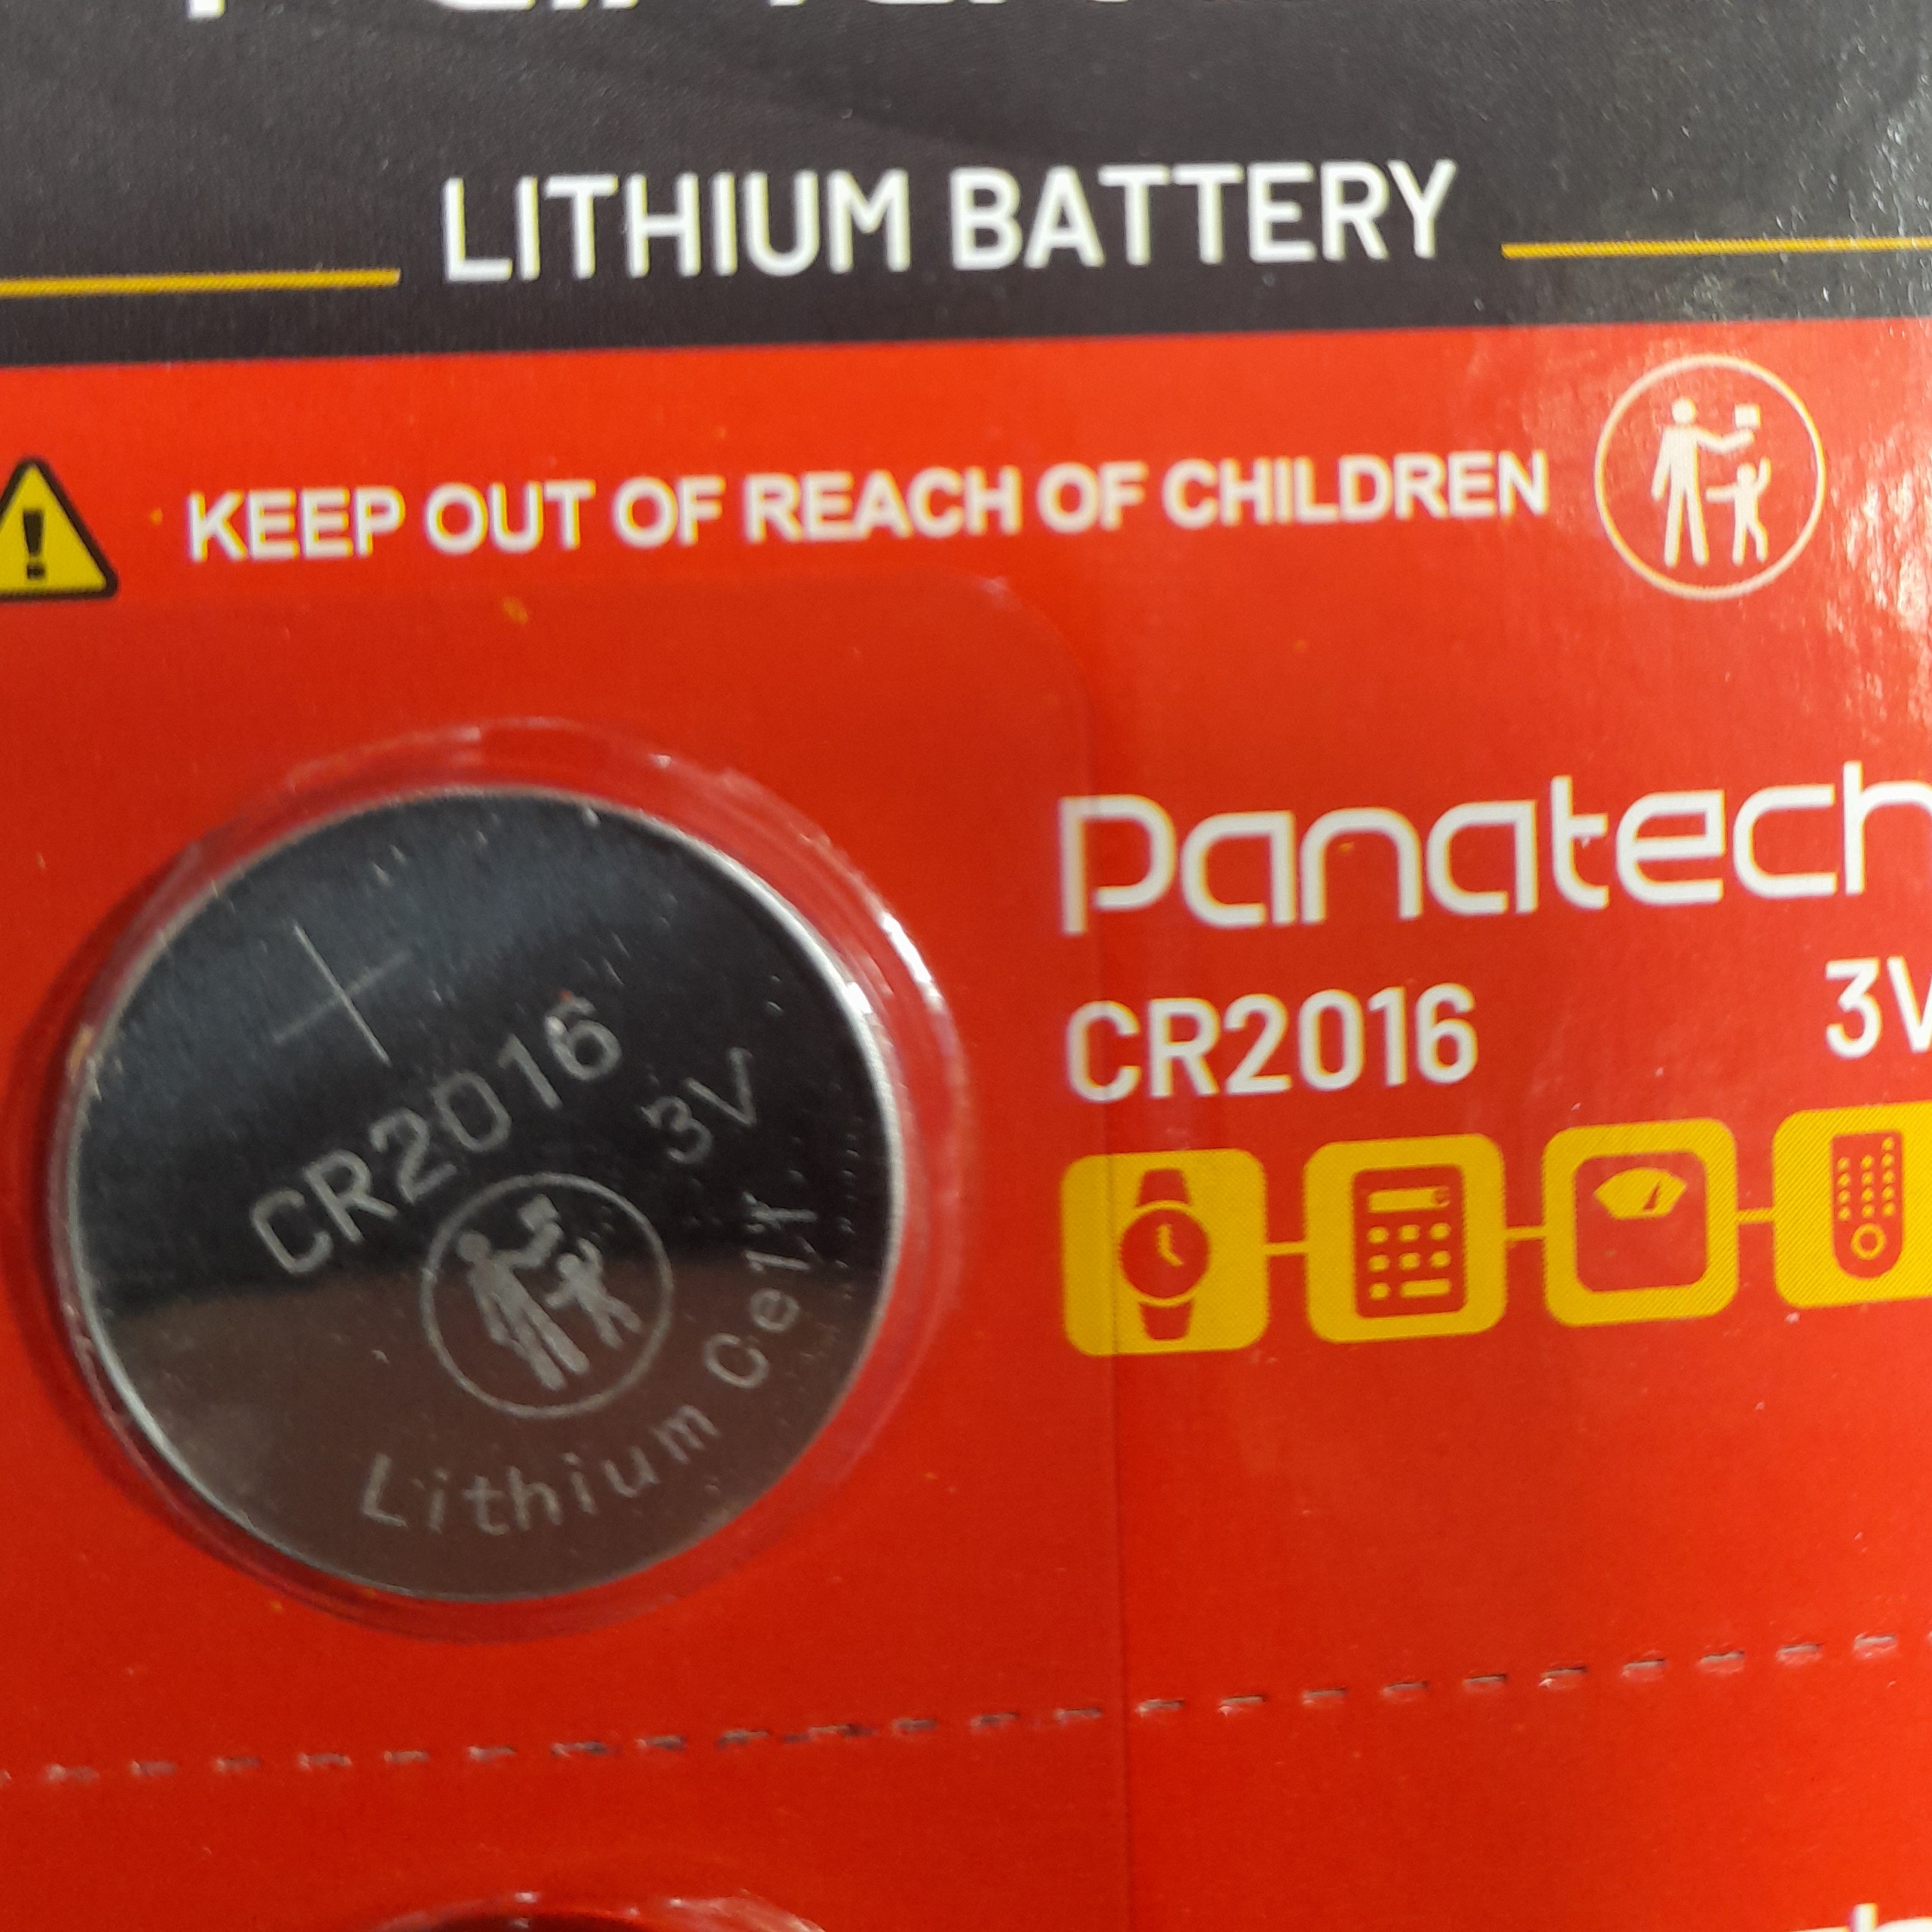 LITHIUM BATTERY
KEEP OUT OF REACH OF CHILDREN
Panatech
CR2016 3V
+
CR2016
3V
Lithium Cell